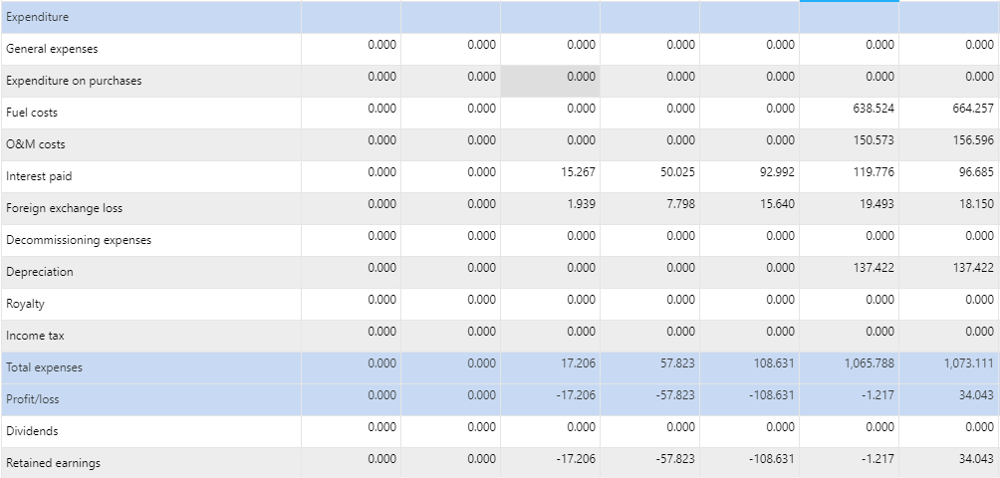 Expenditure
General expenses 0.000 0.000 0.000 0.000 0.000 0.000 0.000
Expenditure on purchases 0.000 0.000 0.000 0.000 0.000 0.000 0.000
Fuel costs 0.000 0.000 0.000 0.000 0.000 638.524 664.257
O&M costs 0.000 0.000 0.000 0.000 0.000 150.573 156.596
Interest paid 0.000 0.000 15.267 50.025 92.992 119.776 96.685
Foreign exchange loss 0.000 0.000 1.939 7.798 15.640 19.493 18.150
Decommissioning expenses 0.000 0.000 0.000 0.000 0.000 0.000 0.000
Depreciation 0.000 0.000 0.000 0.000 0.000 137.422 137.422
Royalty 0.000 0.000 0.000 0.000 0.000 0.000 0.000
Income tax 0.000 0.000 0.000 0.000 0.000 0.000 0.000
Total expenses 0.000 0.000 17.206 57.823 108.631 1,065.788 1,073.111
Profit/loss 0.000 0.000 -17.206 -57.823 -108.631 -1.217 34.043
Dividends 0.000 0.000 0.000 0.000 0.000 0.000 0.000
Retained earnings 0.000 0.000 -17.206 -57.823 -108.631 -1.217 34.043